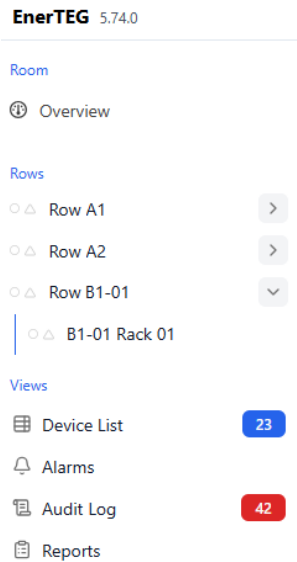 EnerTEG 5.74.0
Room
Overview
Rows
Row A1
Row A2
Row B1-01
B1-01 Rack 01
Views
Device List 23
Alarms
Audit Log 42
Reports